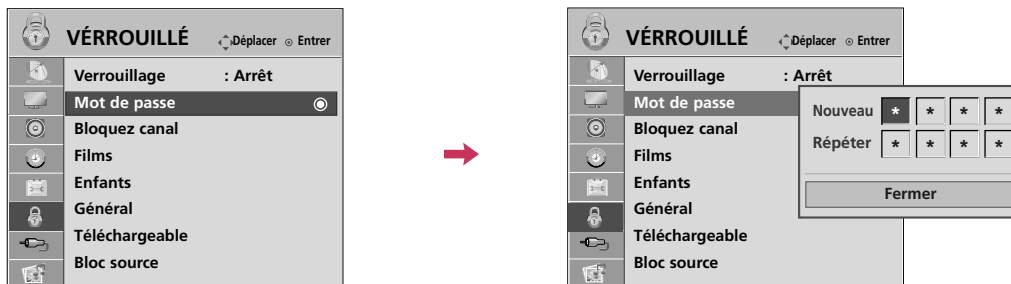 VÉRROUILLÉ Déplacer Entrer
Verrouillage : Arrêt
Mot de passe
Bloquez canal
Films
Enfants
Général
Téléchargeable
Bloc source
VÉRROUILLÉ Déplacer Entrer
Verrouillage : Arrêt
Mot de passe
Bloquez canal
Films
Enfants
Général
Téléchargeable
Bloc source
Nouveau * * * *
Répéter * * * *
Fermer